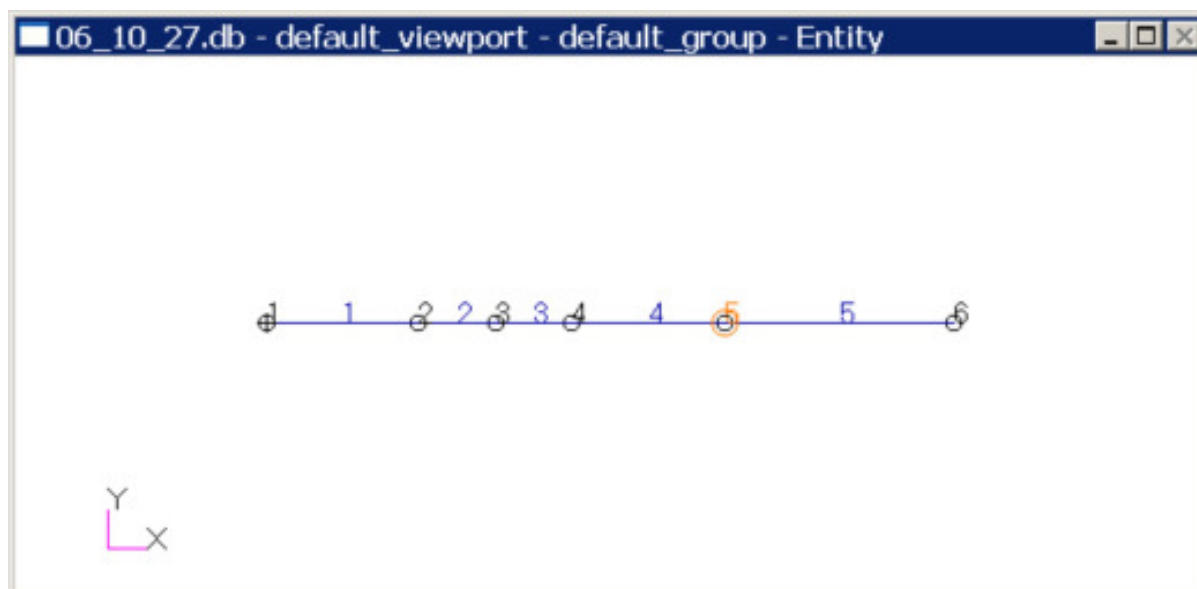 06_10_27.db - default_viewport - default_group - Entity
1 1 2 2 3 3 4 4 5 5 6
Y
X